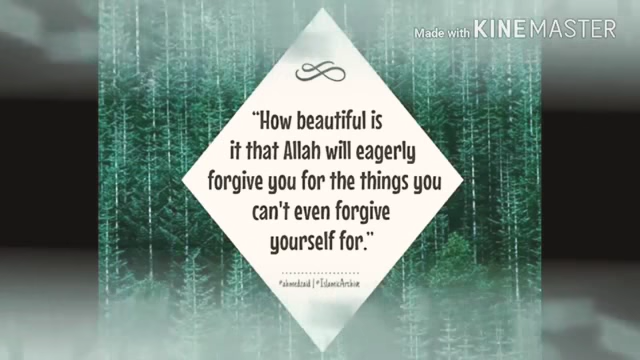 Made with KINEMASTER
“How beautiful is
it that Allah will eagerly
forgive you for the things you
can't even forgive
yourself for.”